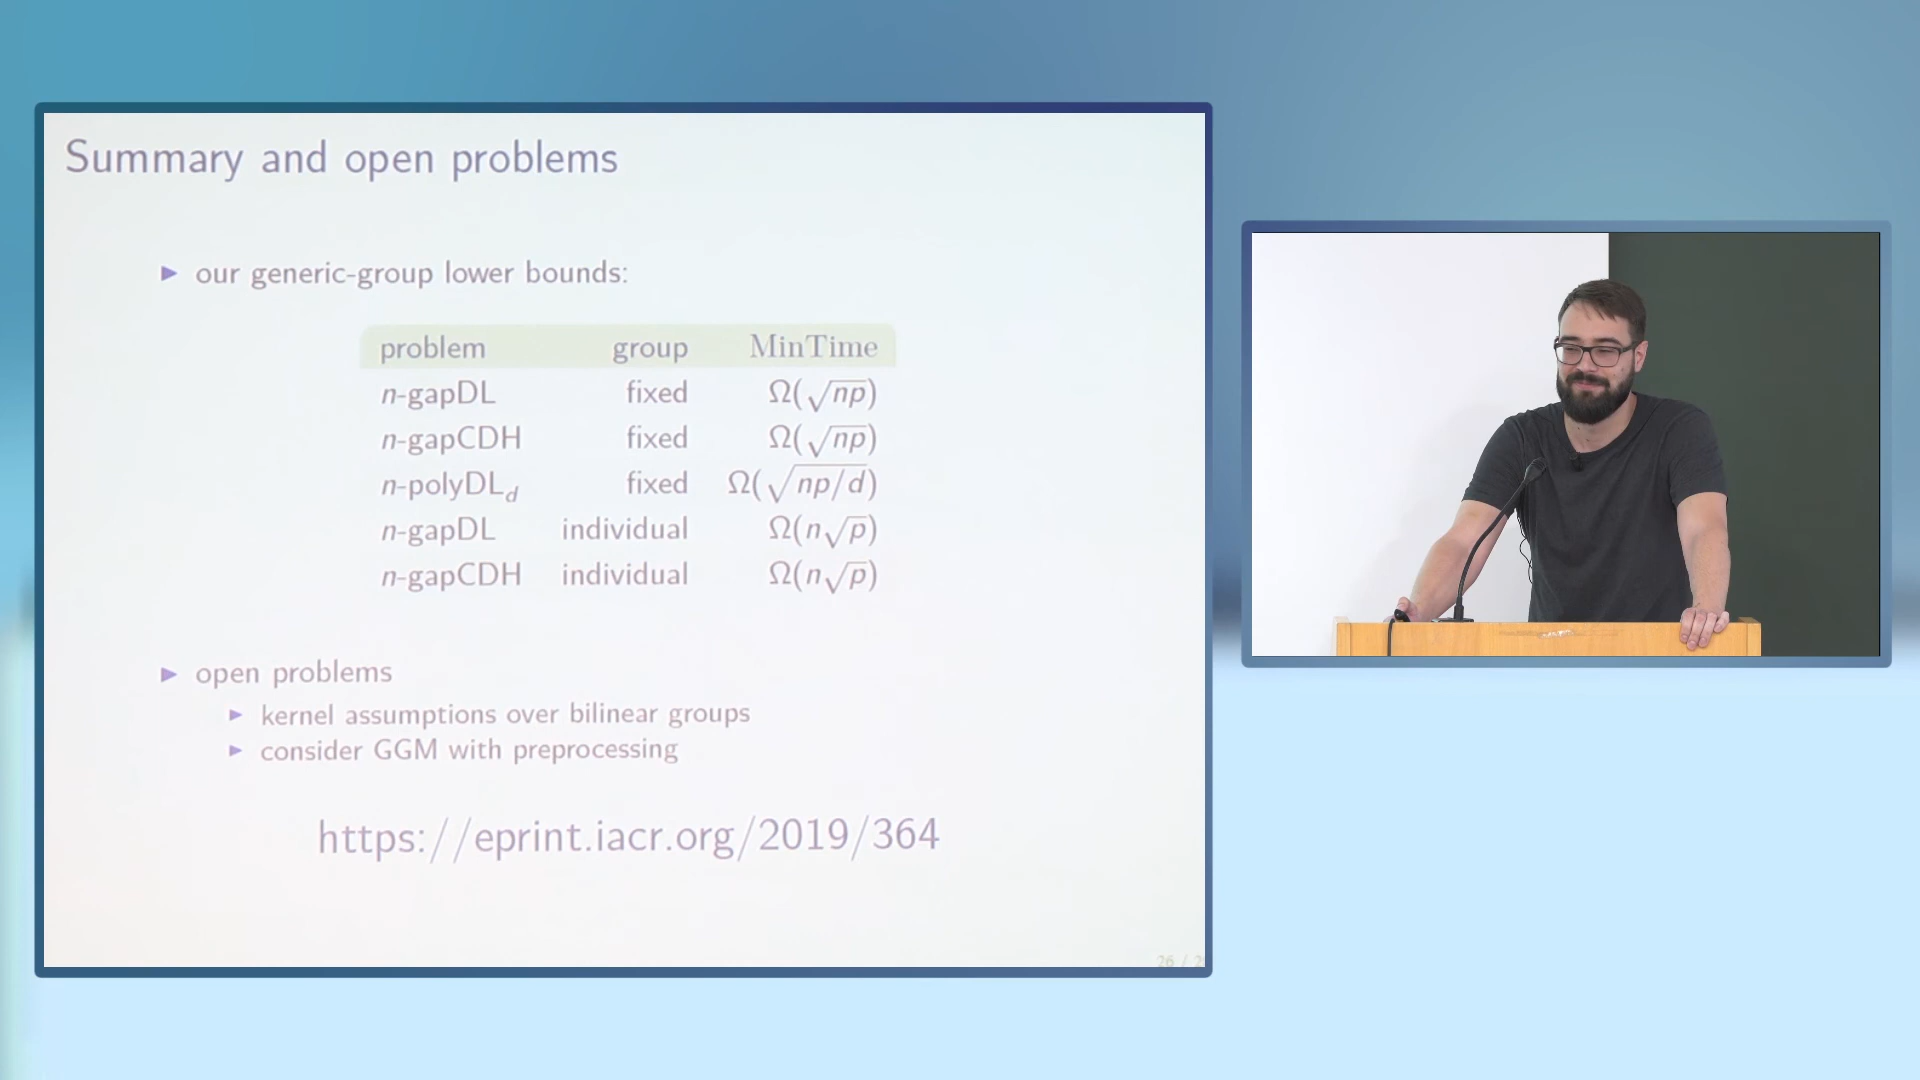 Summary and open problems
▶ our generic-group lower bounds:
problem group MinTime
n-gapDL fixed Ω(√np)
n-gapCDH fixed Ω(√np)
n-polyDL_d fixed Ω(√np/d)
n-gapDL individual Ω(n√p)
n-gapCDH individual Ω(n√p)
▶ open problems
▶ kernel assumptions over bilinear groups
▶ consider GGM with preprocessing
https://eprint.iacr.org/2019/364
26 /